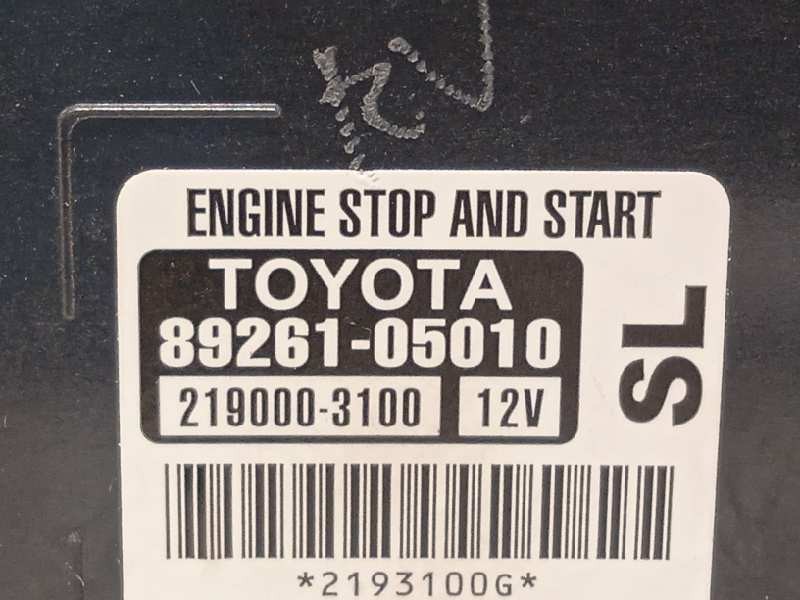 ENGINE STOP AND START
TOYOTA
89261-05010
219000-3100 12V
SL
*2193100G*